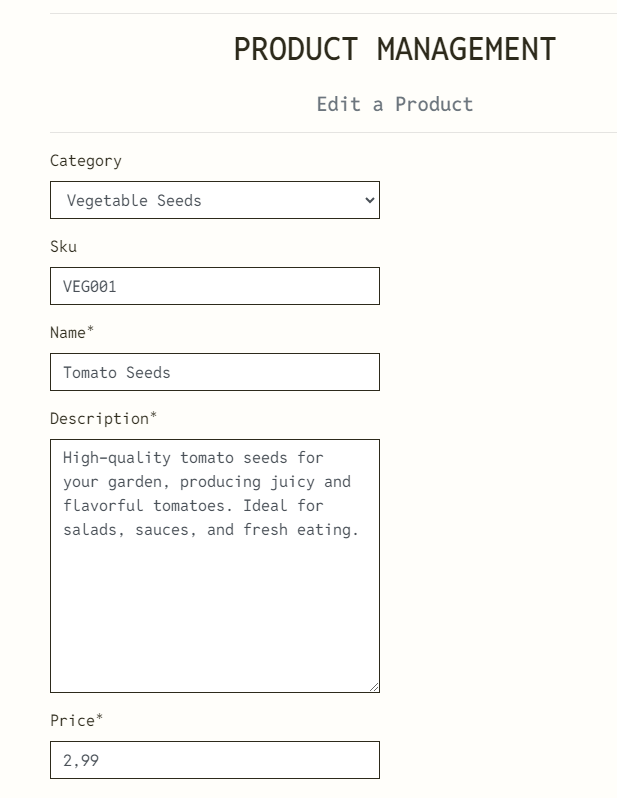 PRODUCT MANAGEMENT
Edit a Product
Category
Vegetable Seeds
Sku
VEG001
Name*
Tomato Seeds
Description*
High-quality tomato seeds for
your garden, producing juicy and
flavorful tomatoes. Ideal for
salads, sauces, and fresh eating.
Price*
2,99